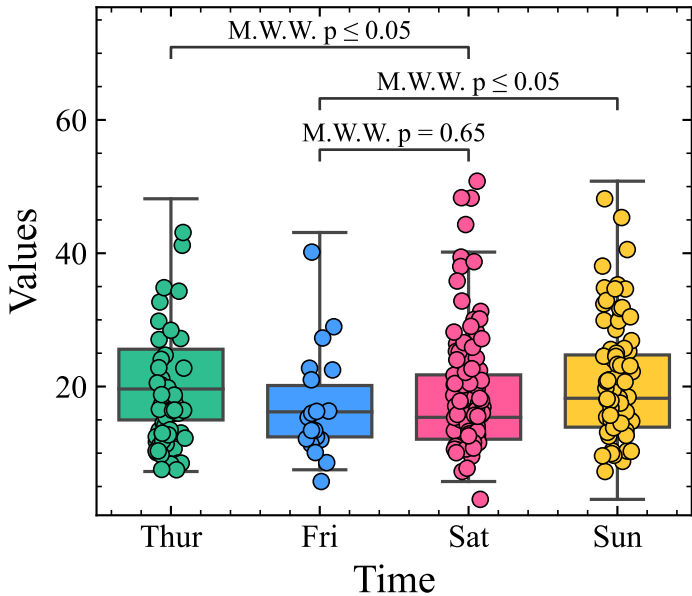 M.W.W. p ≤ 0.05
M.W.W. p ≤ 0.05
M.W.W. p = 0.65
Values
60
40
20
Thur Fri Sat Sun
Time